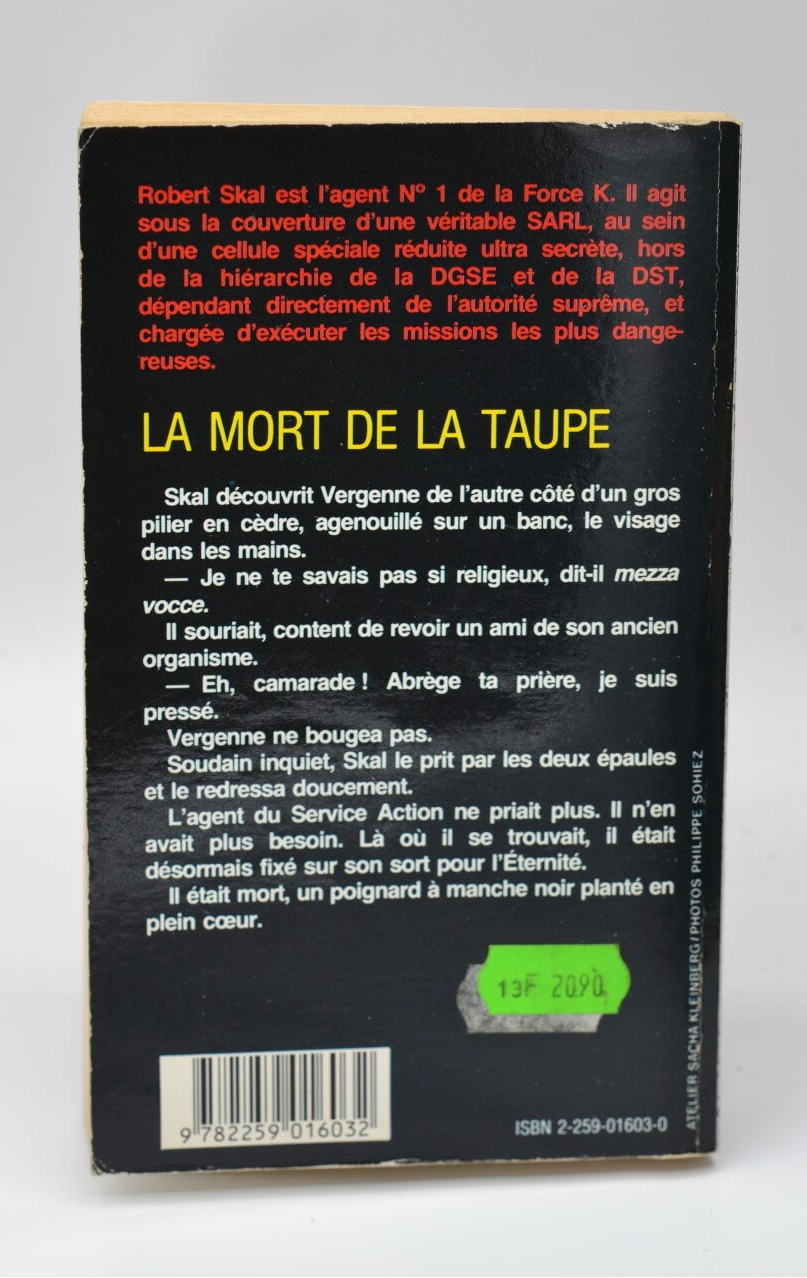 Robert Skal est l'agent N° 1 de la Force K. Il agit
sous la couverture d'une véritable SARL, au sein
d'une cellule spéciale réduite ultra secrète, hors
de la hiérarchie de la DGSE et de la DST,
dépendant directement de l'autorité suprême, et
chargée d'exécuter les missions les plus dange-
reuses.
LA MORT DE LA TAUPE
Skal découvrit Vergenne de l'autre côté d'un gros
pilier en cèdre, agenouillé sur un banc, le visage
dans les mains.
— Je ne te savais pas si religieux, dit-il mezza
vocce.
Il souriait, content de revoir un ami de son ancien
organisme.
— Eh, camarade ! Abrège ta prière, je suis
pressé.
Vergenne ne bougea pas.
Soudain inquiet, Skal le prit par les deux épaules
et le redressa doucement.
L'agent du Service Action ne priait plus. Il n'en
avait plus besoin. Là où il se trouvait, il était
désormais fixé sur son sort pour l'Éternité.
Il était mort, un poignard à manche noir planté en
plein cœur.
13F 20.90
9 782259 016032
ISBN 2-259-01603-0
ATELIER SACHA KLEINBERG / PHOTOS PHILIPPE SOHIEZ